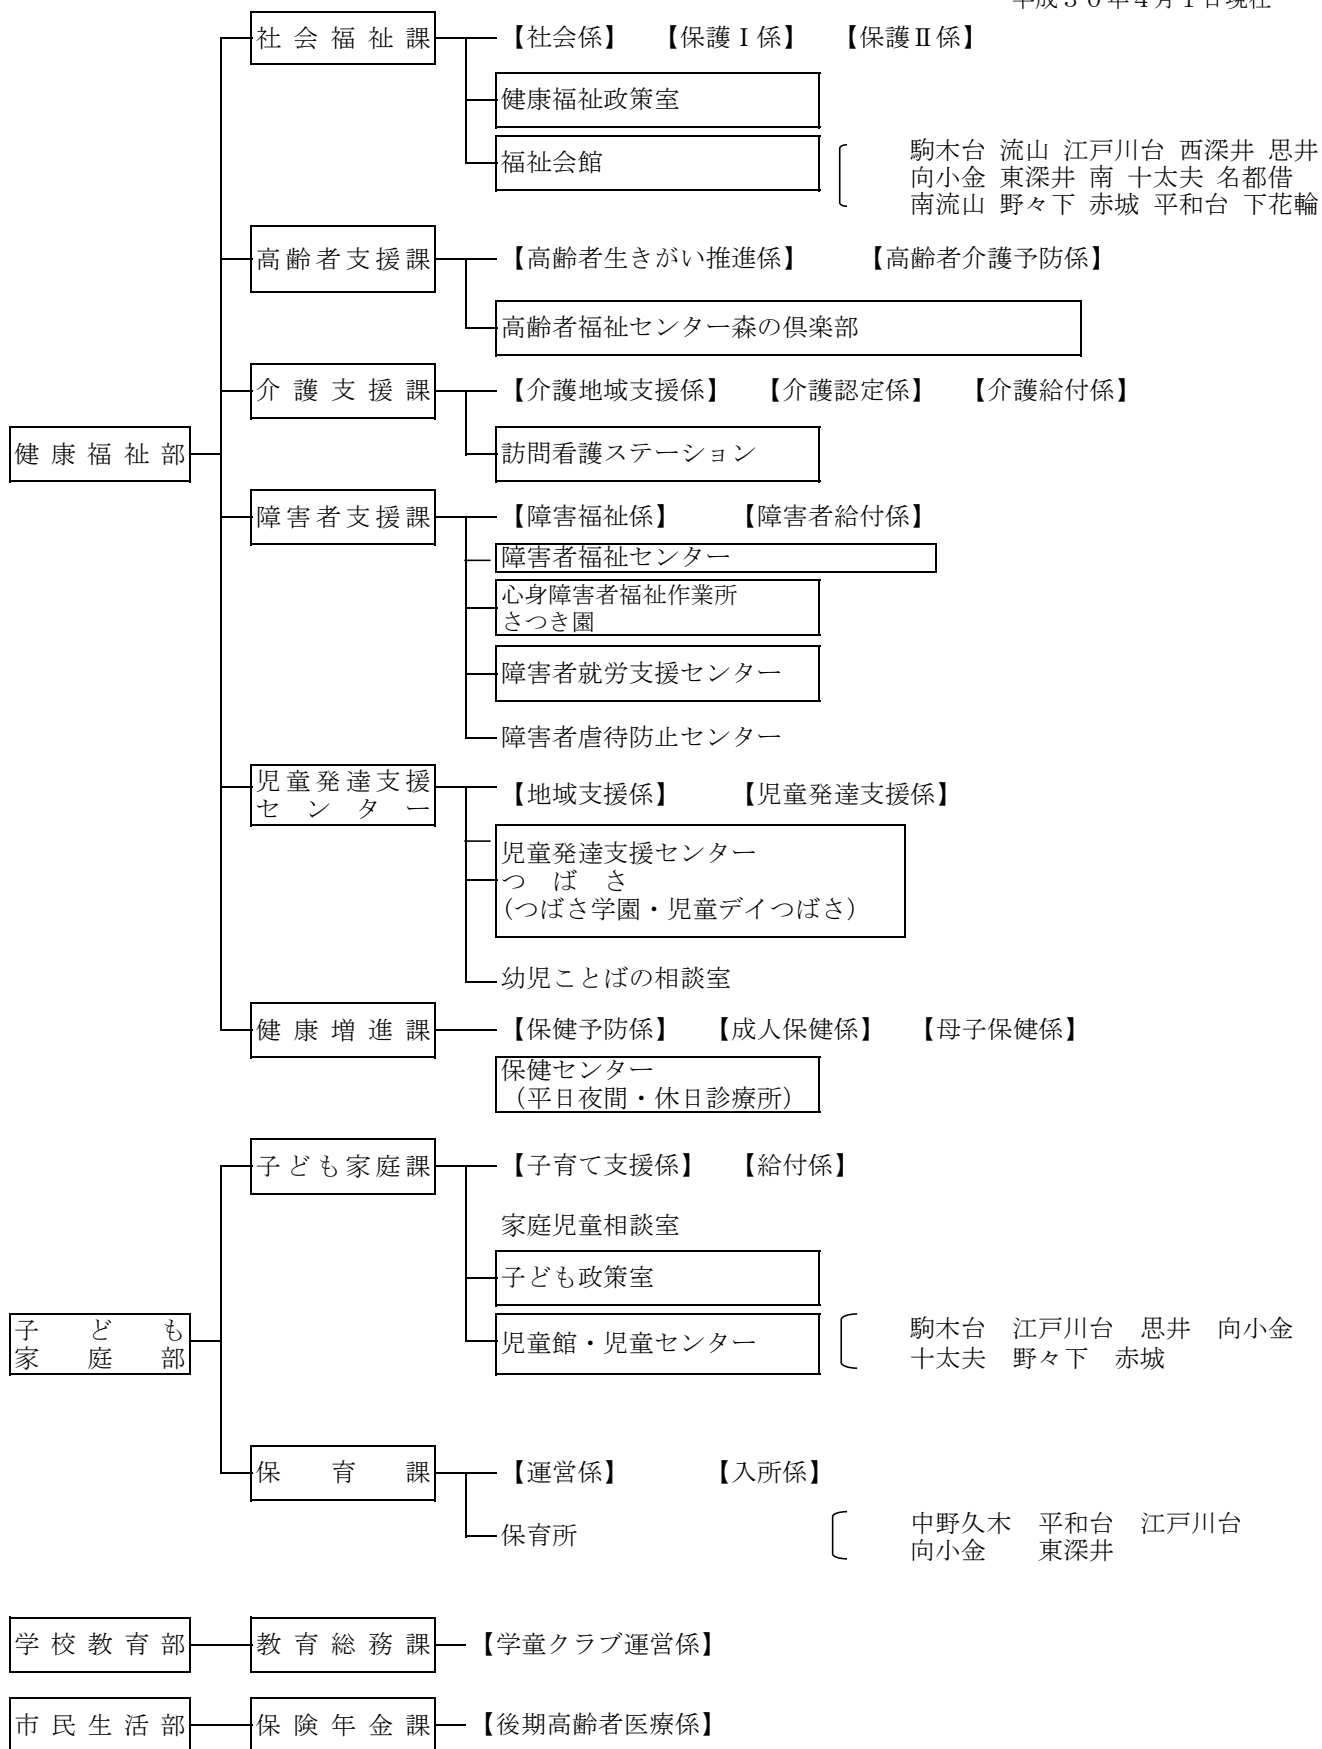 平成３０年４月１日現在
社会福祉課 【社会係】 【保護Ⅰ係】 【保護Ⅱ係】
健康福祉政策室
福祉会館
駒木台 流山 江戸川台 西深井 思井
向小金 東深井 南 十太夫 名都借
南流山 野々下 赤城 平和台 下花輪
高齢者支援課 【高齢者生きがい推進係】 【高齢者介護予防係】
高齢者福祉センター森の倶楽部
介護支援課 【介護地域支援係】 【介護認定係】 【介護給付係】
健康福祉部
訪問看護ステーション
障害者支援課 【障害福祉係】 【障害者給付係】
障害者福祉センター
心身障害者福祉作業所
さつき園
障害者就労支援センター
障害者虐待防止センター
児童発達支援
センター
【地域支援係】 【児童発達支援係】
児童発達支援センター
つばさ
(つばさ学園・児童デイつばさ)
幼児ことばの相談室
健康増進課 【保健予防係】 【成人保健係】 【母子保健係】
保健センター
（平日夜間・休日診療所）
子ども家庭課 【子育て支援係】 【給付係】
家庭児童相談室
子ども政策室
子ども
家庭部
児童館・児童センター
駒木台 江戸川台 思井 向小金
十太夫 野々下 赤城
保育課 【運営係】 【入所係】
保育所
中野久木 平和台 江戸川台
向小金 東深井
学校教育部 教育総務課 【学童クラブ運営係】
市民生活部 保険年金課 【後期高齢者医療係】